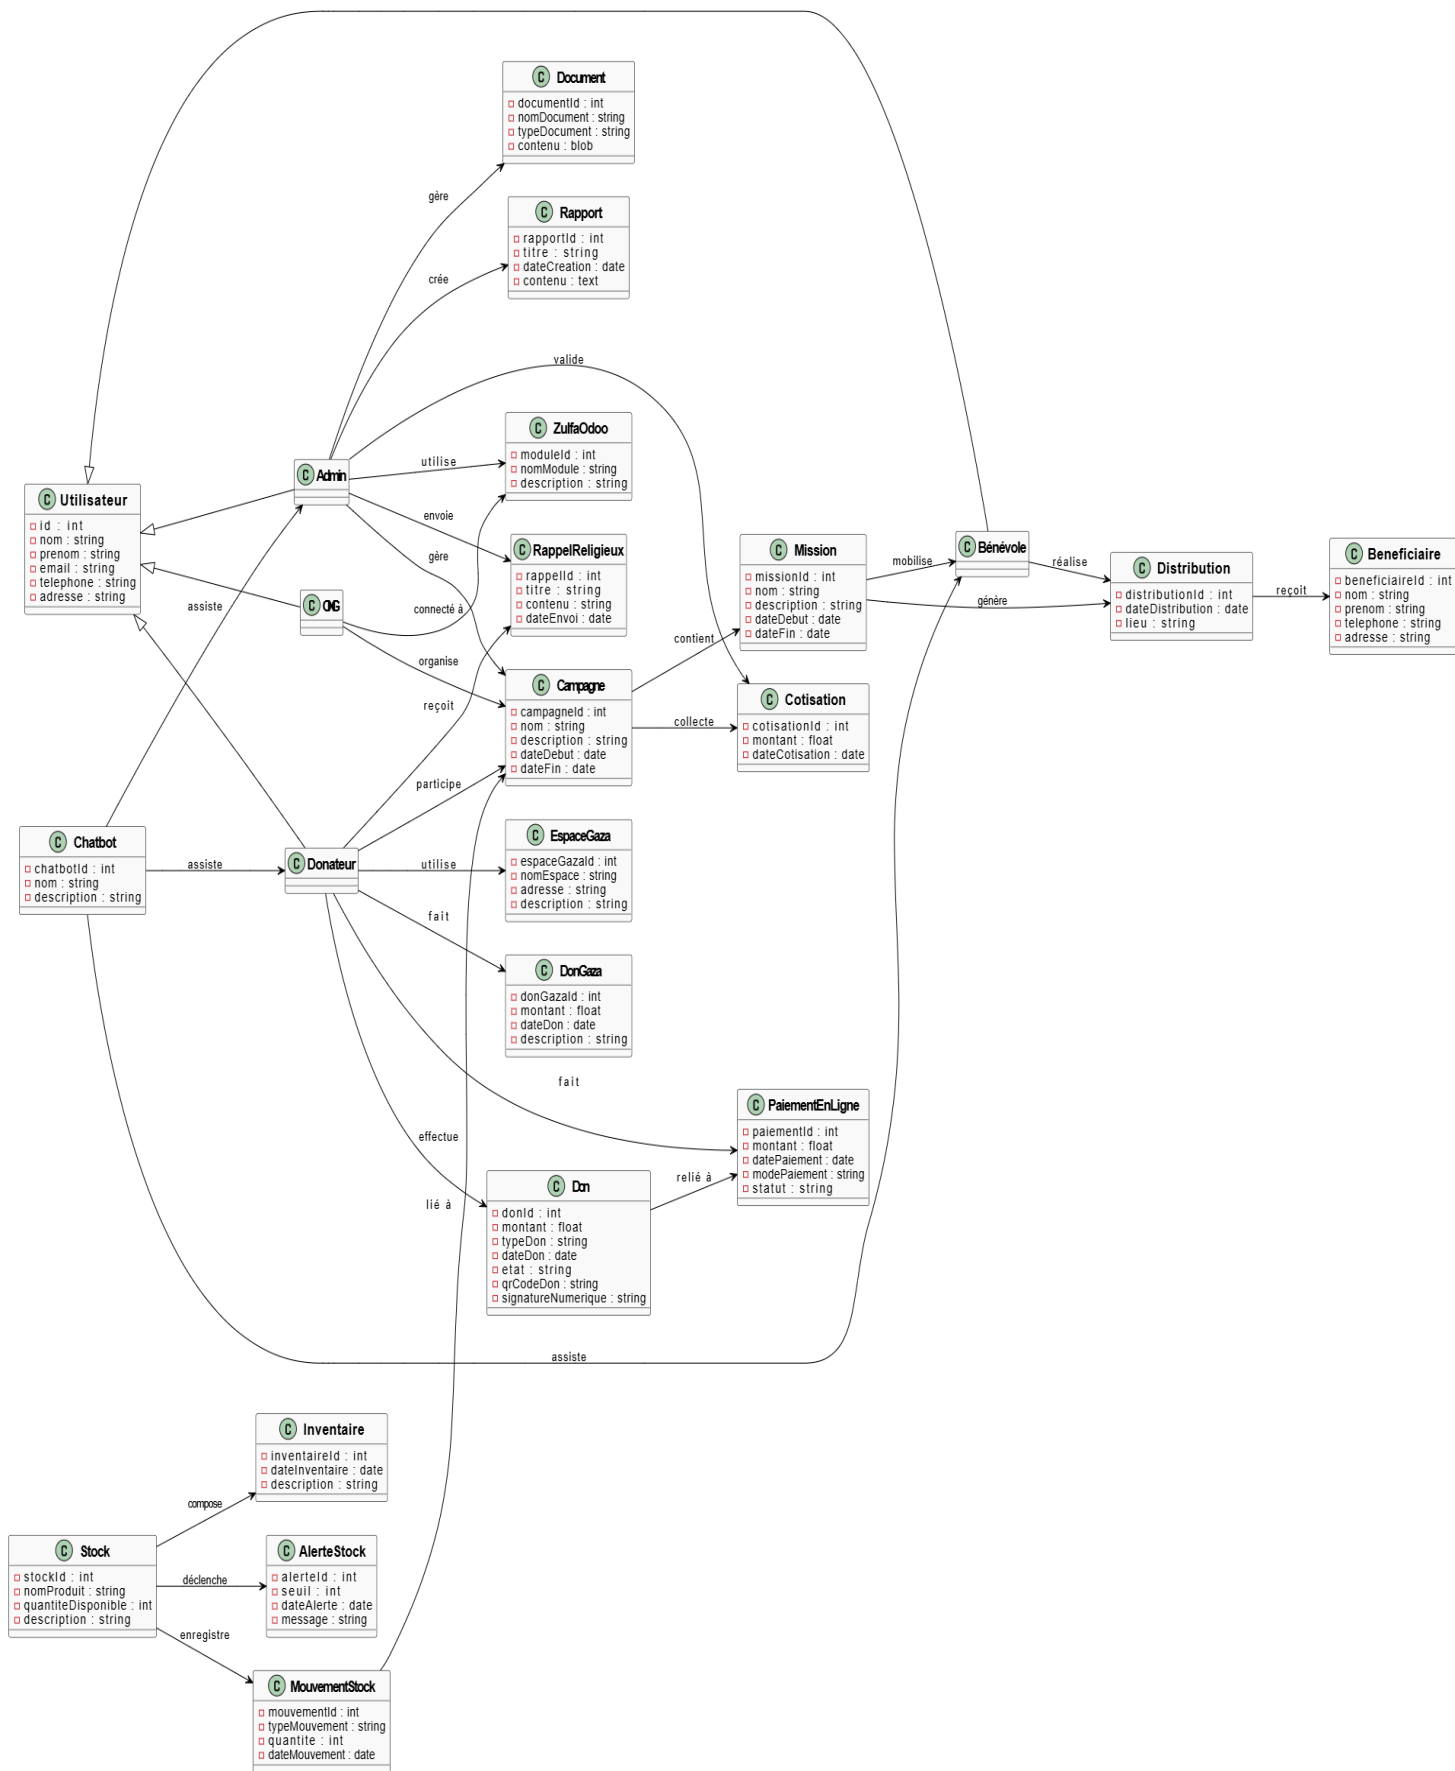 C Document
documentId : int
nomDocument : string
typeDocument : string
contenu : blob
gère
C Rapport
rapportId : int
titre : string
dateCreation : date
contenu : text
crée
valide
C ZulfaOdoo
moduleId : int
nomModule : string
description : string
utilise
C Admin
C Utilisateur
id : int
nom : string
prenom : string
email : string
telephone : string
adresse : string
envoie
gère
assiste
C ONG
connecté à
organise
reçoit
C RappelReligieux
rappelId : int
titre : string
contenu : string
dateEnvoi : date
C Mission
missionId : int
nom : string
description : string
dateDebut : date
dateFin : date
mobilise
génère
C Bénévole
réalise
C Distribution
distributionId : int
dateDistribution : date
lieu : string
reçoit
C Beneficiaire
beneficiaireId : int
nom : string
prenom : string
telephone : string
adresse : string
contient
C Campagne
campagneId : int
nom : string
description : string
dateDebut : date
dateFin : date
collecte
C Cotisation
cotisationId : int
montant : float
dateCotisation : date
participe
C Chatbot
chatbotId : int
nom : string
description : string
assiste
C Donateur
utilise
C EspaceGaza
espaceGazaId : int
nomEspace : string
adresse : string
description : string
fait
C DonGaza
donGazaId : int
montant : float
dateDon : date
description : string
fait
effectue
lié à
C PaiementEnLigne
paiementId : int
montant : float
datePaiement : date
modePaiement : string
statut : string
relié à
C Don
donId : int
montant : float
typeDon : string
dateDon : date
etat : string
qrCodeDon : string
signatureNumerique : string
assiste
C Inventaire
inventaireId : int
dateInventaire : date
description : string
compose
C Stock
stockId : int
nomProduit : string
quantiteDisponible : int
description : string
déclenche
C AlerteStock
alerteId : int
seuil : int
dateAlerte : date
message : string
enregistre
C MouvementStock
mouvementId : int
typeMouvement : string
quantite : int
dateMouvement : date